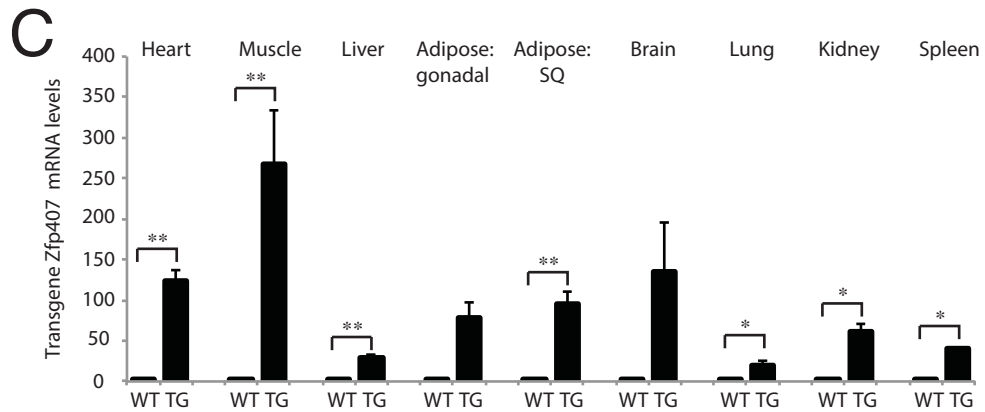 C
Heart Muscle Liver Adipose: Adipose: Brain Lung Kidney Spleen
gonadal SQ
Transgene Zfp407 mRNA levels
400
350
300
250
200
150
100
50
0
** ** ** ** * * *
WT TG WT TG WT TG WT TG WT TG WT TG WT TG WT TG WT TG